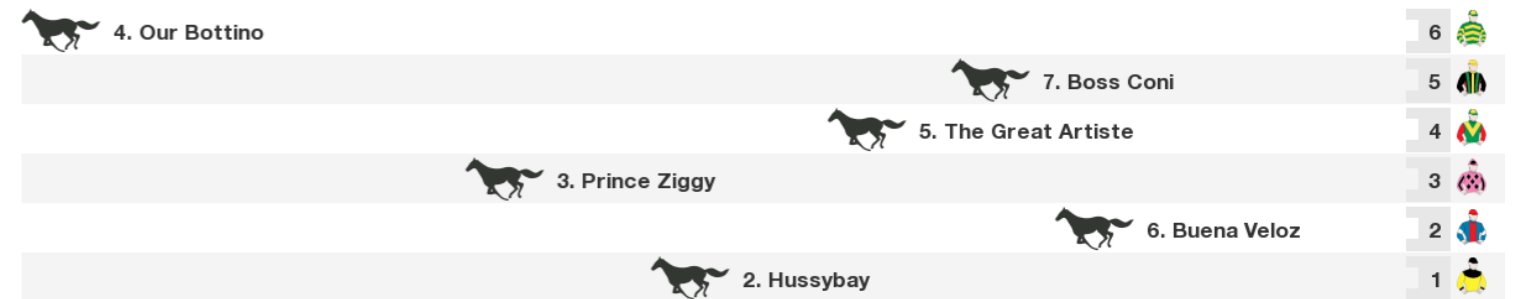 4. Our Bottino 6
7. Boss Coni 5
5. The Great Artiste 4
3. Prince Ziggy 3
6. Buena Veloz 2
2. Hussybay 1